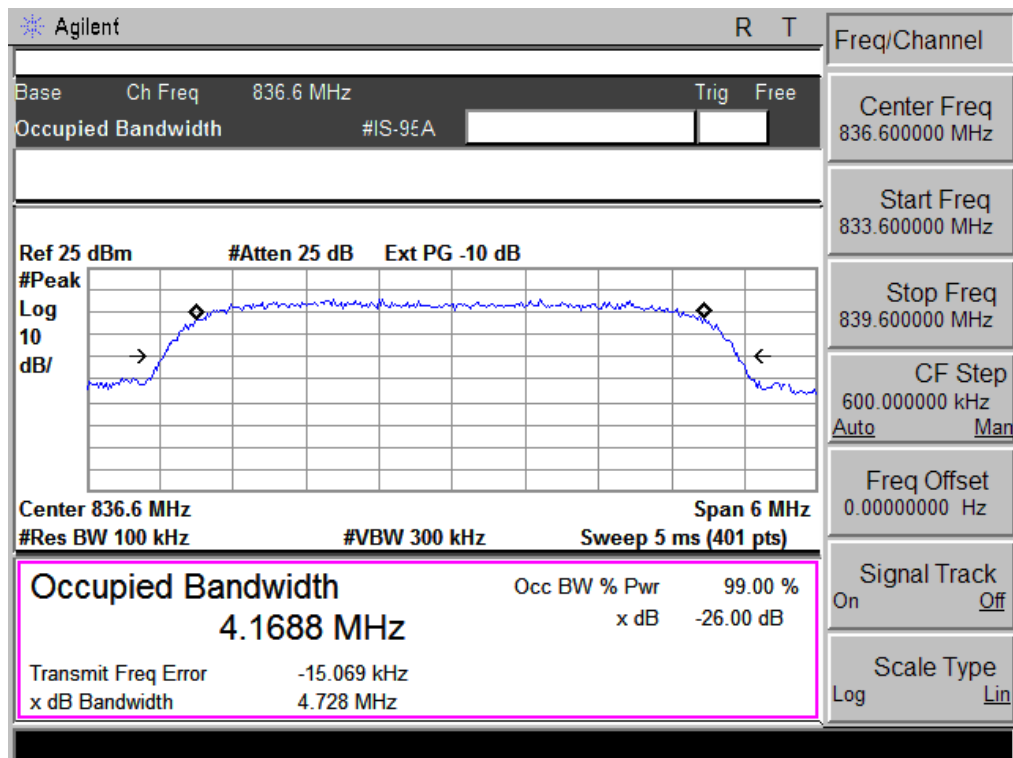 Agilent R T
Base Ch Freq 836.6 MHz Trig Free
Occupied Bandwidth #IS-95A
Ref 25 dBm #Atten 25 dB Ext PG -10 dB
#Peak
Log
10
dB/
Center 836.6 MHz Span 6 MHz
#Res BW 100 kHz #VBW 300 kHz Sweep 5 ms (401 pts)
Occupied Bandwidth Occ BW % Pwr 99.00 %
4.1688 MHz x dB -26.00 dB
Transmit Freq Error -15.069 kHz
x dB Bandwidth 4.728 MHz
Freq/Channel
Center Freq
836.600000 MHz
Start Freq
833.600000 MHz
Stop Freq
839.600000 MHz
CF Step
600.000000 kHz
Auto Man
Freq Offset
0.00000000 Hz
Signal Track
On Off
Scale Type
Log Lin